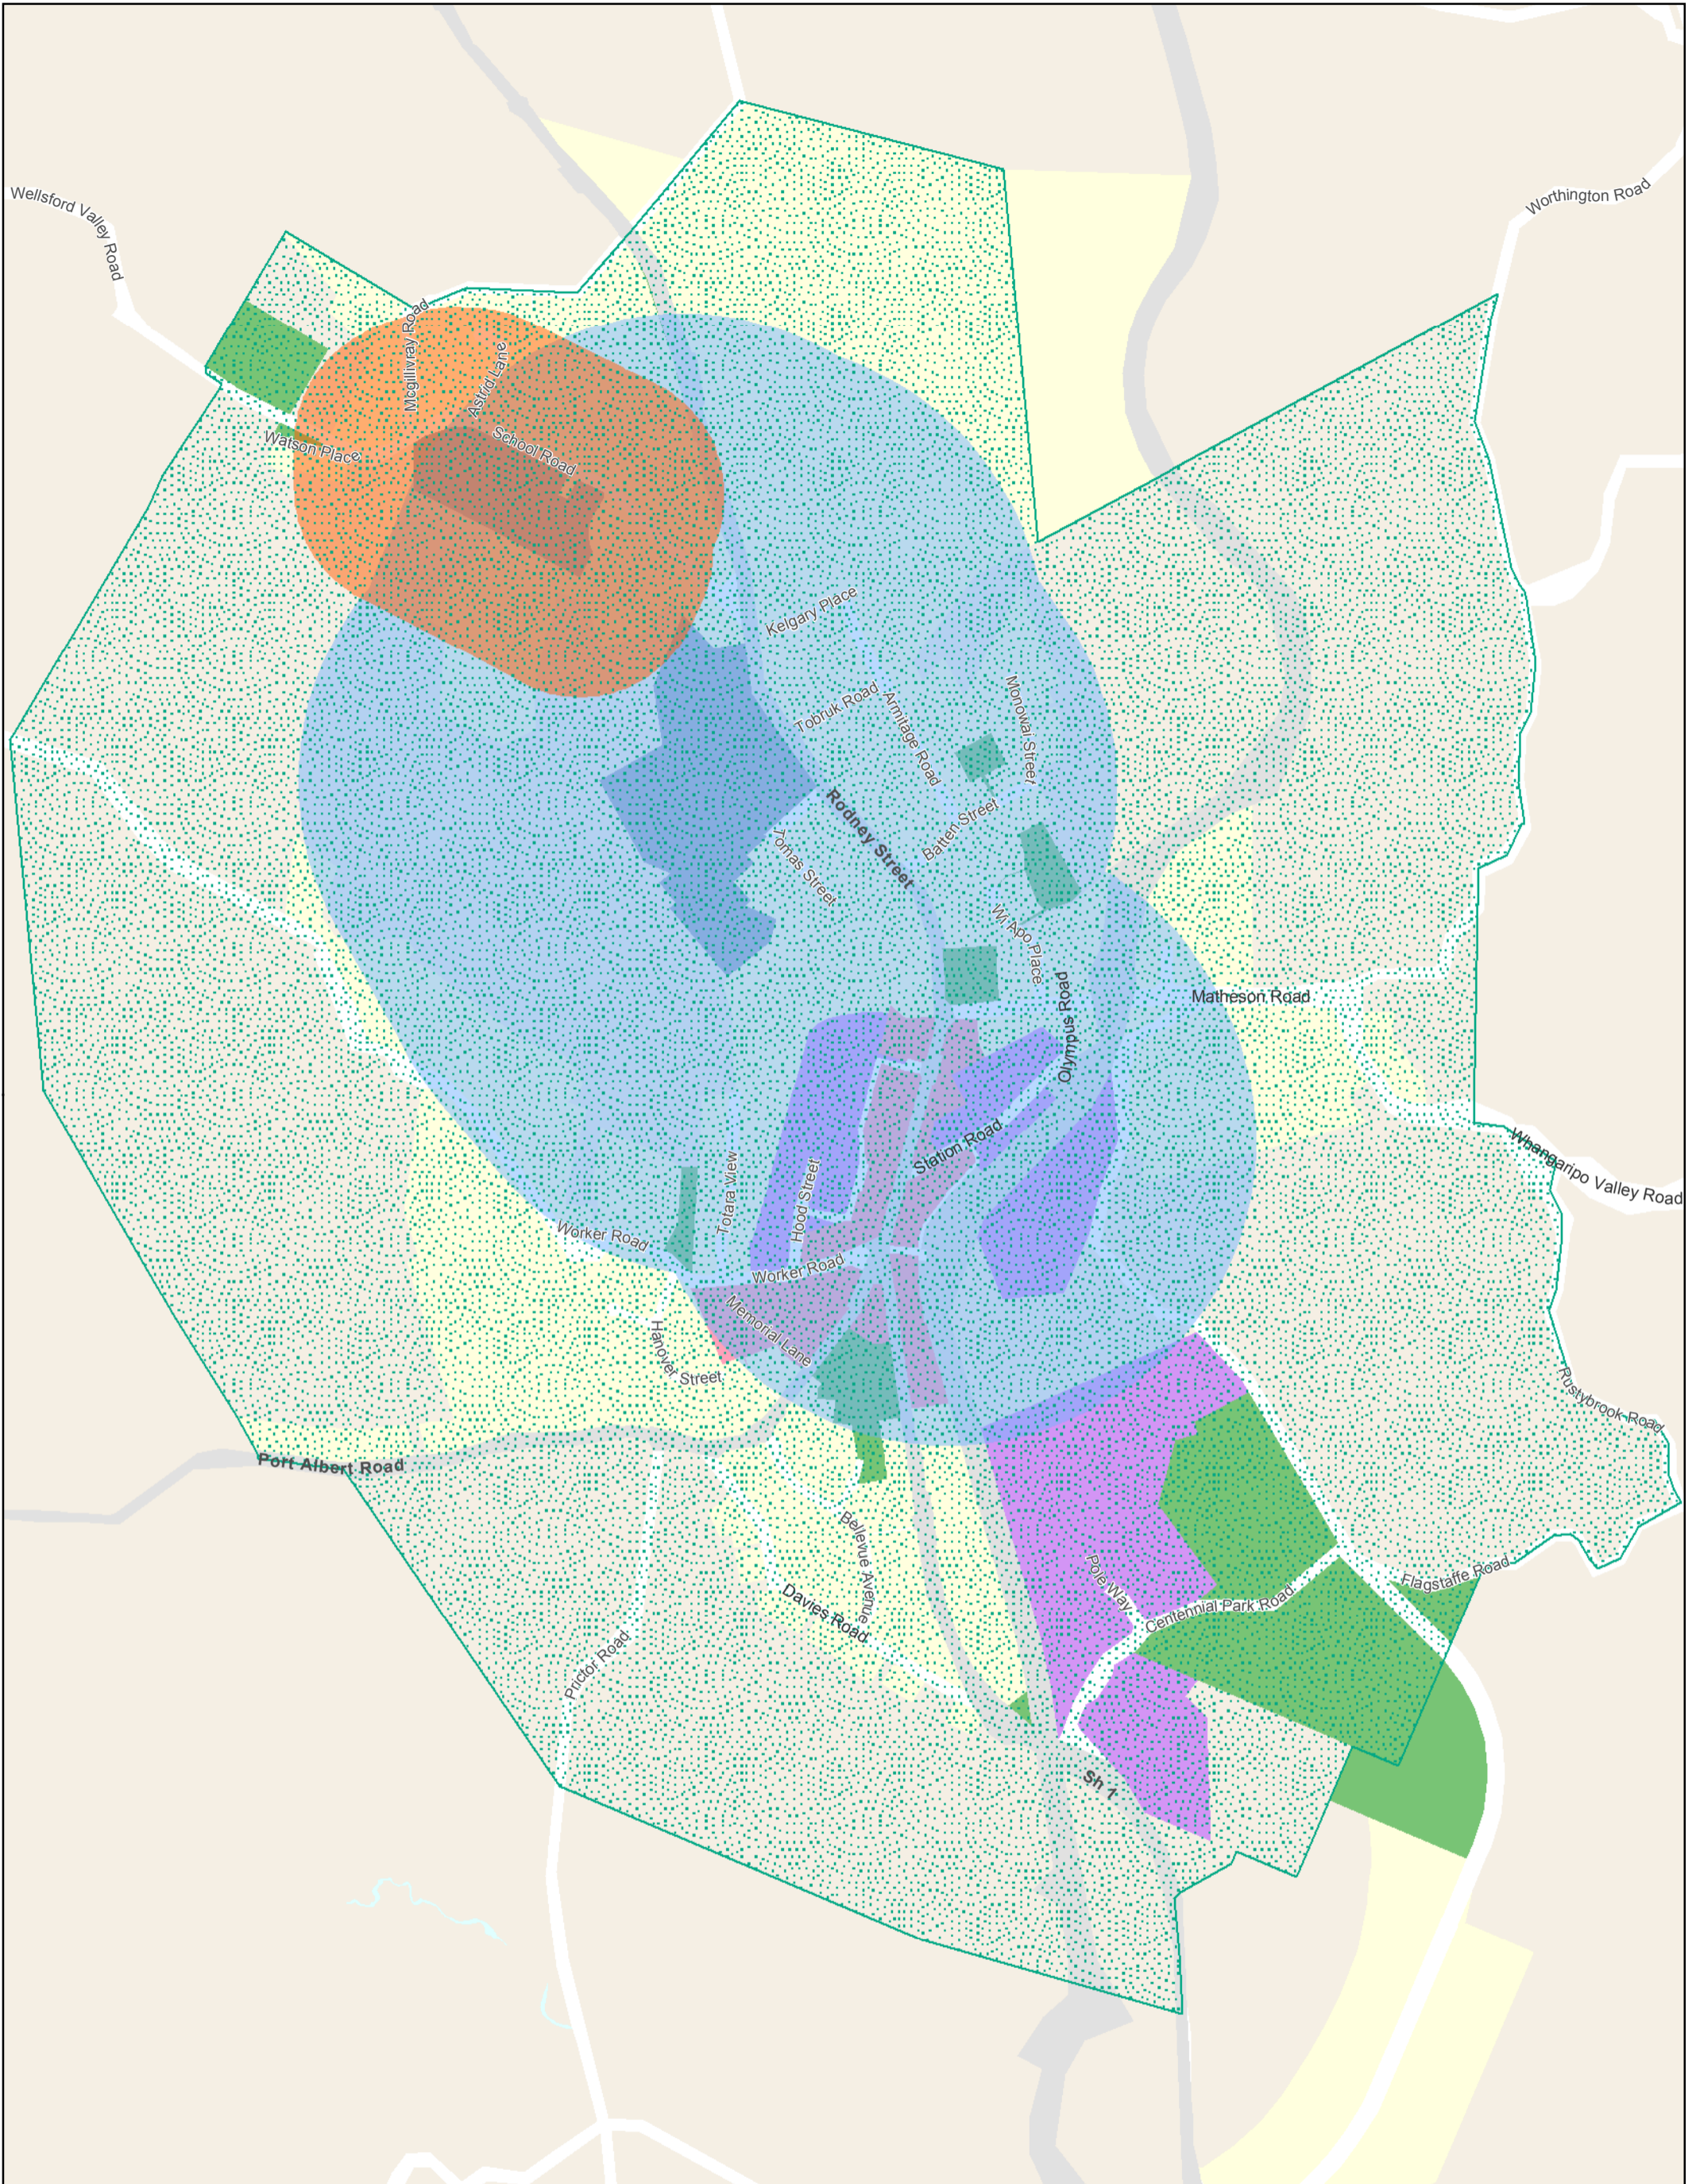 Wellsford Valley Road
Worthington Road
Mcgillivray Road
Astrid Lane
School Road
Watson Place
Kelgary Place
Tobruk Road
Armitage Road
Monowai Street
Rodney Street
Batten Street
Tomas Street
Wi Apo Place
Olympus Road
Matheson Road
Station Road
Whangaripo Valley Road
Totara View
Hood Street
Worker Road
Worker Road
Memorial Lane
Hanover Street
Rustybrook Road
Port Albert Road
Bellevue Avenue
Davies Road
Pole Way
Centennial Park Road
Flagstaffe Road
Prictor Road
Sh 1